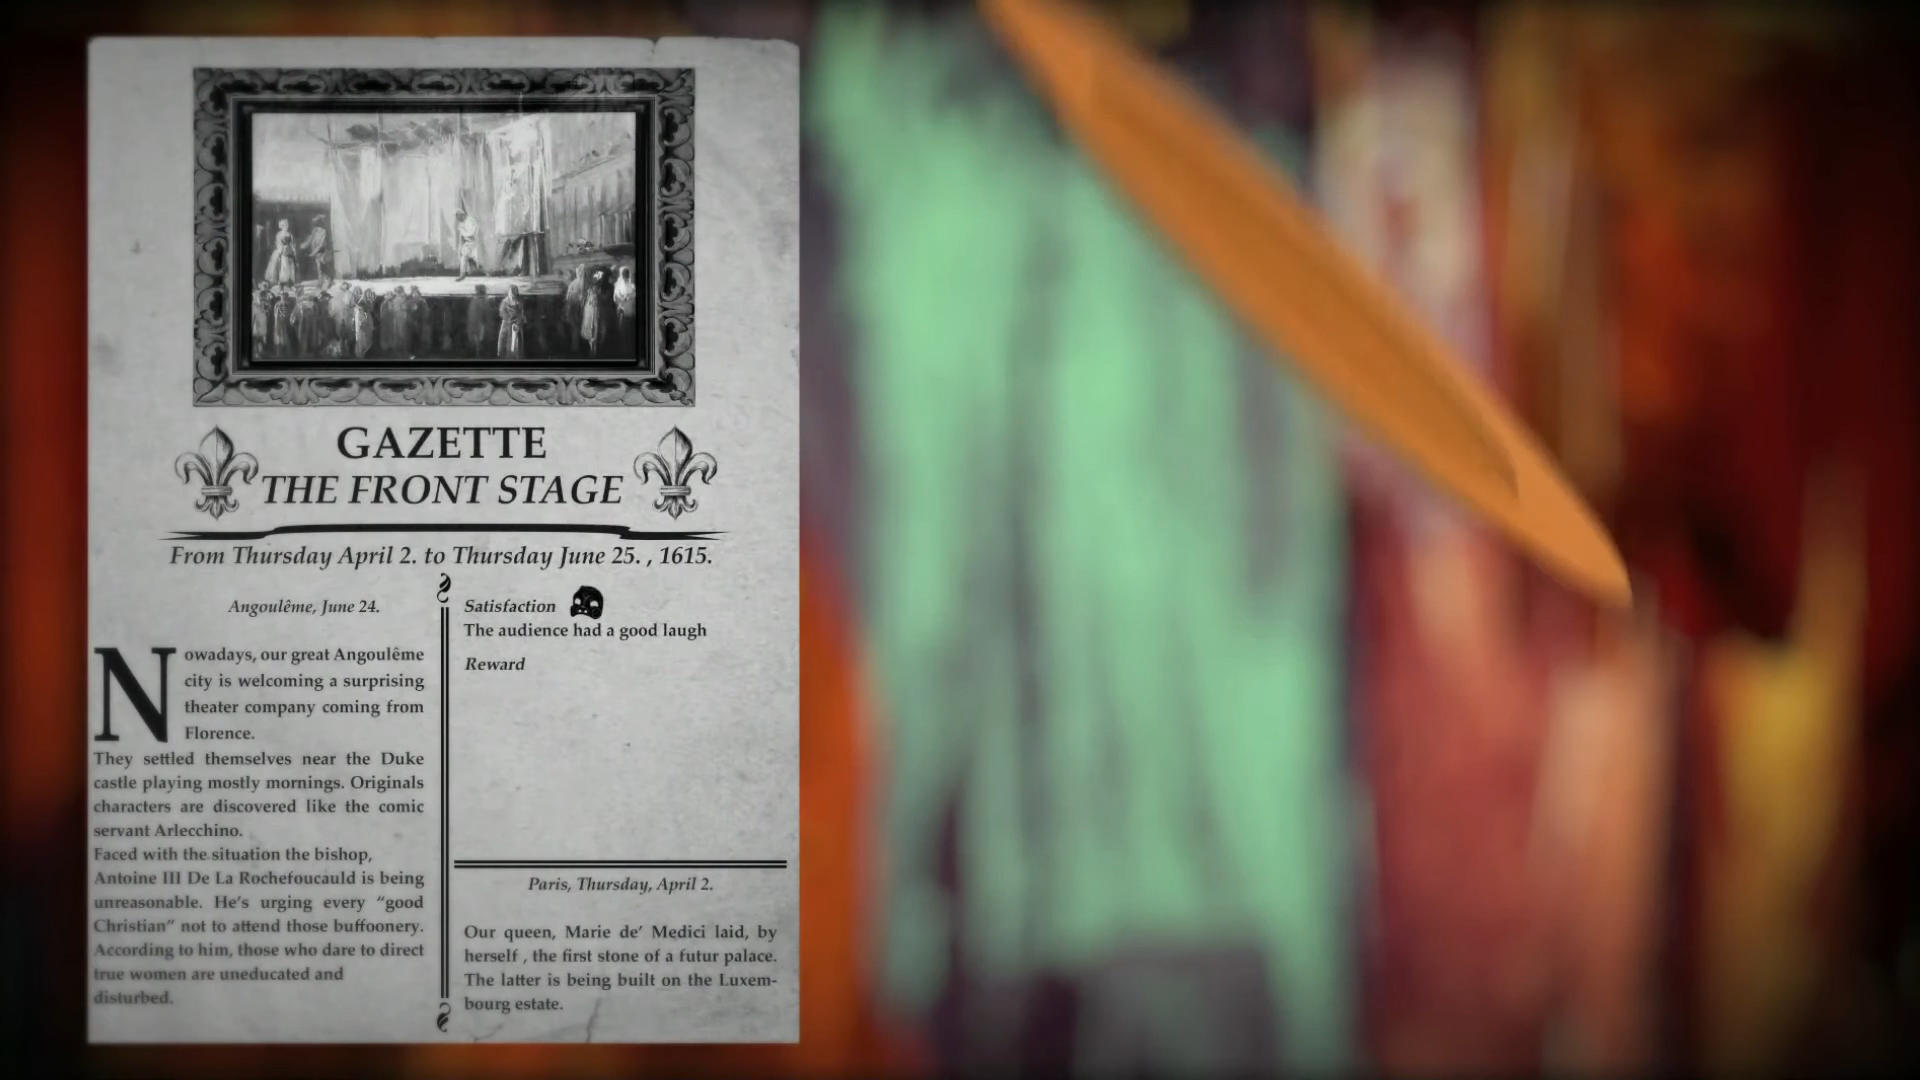 GAZETTE
THE FRONT STAGE
From Thursday April 2. to Thursday June 25. , 1615.
Angoulême, June 24.
Nowadays, our great Angoulême
city is welcoming a surprising
theater company coming from
Florence.
They settled themselves near the Duke
castle playing mostly mornings. Originals
characters are discovered like the comic
servant Arlecchino.
Faced with the situation the bishop,
Antoine III De La Rochefoucauld is being
unreasonable. He's urging every “good
Christian” not to attend those buffoonery.
According to him, those who dare to direct
true women are uneducated and
disturbed.
Satisfaction
The audience had a good laugh
Reward
Paris, Thursday, April 2.
Our queen, Marie de' Medici laid, by
herself , the first stone of a futur palace.
The latter is being built on the Luxem-
bourg estate.